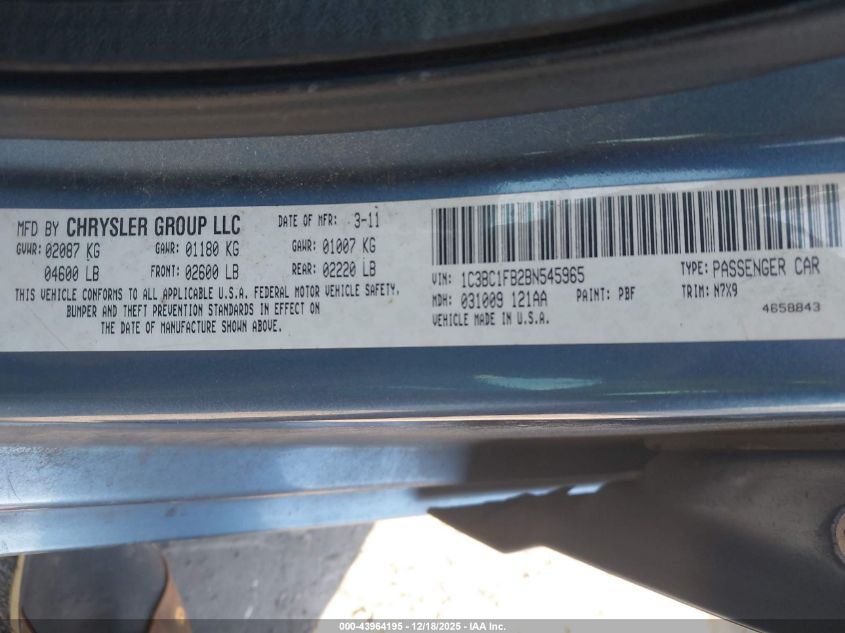 MFD BY CHRYSLER GROUP LLC DATE OF MFR: 3-11
GVWR: 02087 KG GAWR: 01180 KG GAWR: 01007 KG
04600 LB FRONT: 02600 LB REAR: 02220 LB
THIS VEHICLE CONFORMS TO ALL APPLICABLE U.S.A. FEDERAL MOTOR VEHICLE SAFETY,
BUMPER AND THEFT PREVENTION STANDARDS IN EFFECT ON
THE DATE OF MANUFACTURE SHOWN ABOVE.
VIN: 1C3BC1FB2BN545965 TYPE: PASSENGER CAR
MDH: 031009 121AA PAINT: PBF TRIM: N7X9
VEHICLE MADE IN U.S.A. 4658843
000-43964195 - 12/18/2025 - IAA Inc.